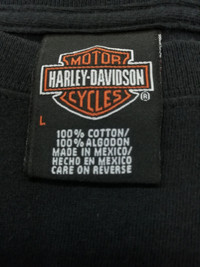 MOTOR
HARLEY-DAVIDSON
CYCLES
®
L
100% COTTON/
100% ALGODON
MADE IN MEXICO/
HECHO EN MEXICO
CARE ON REVERSE